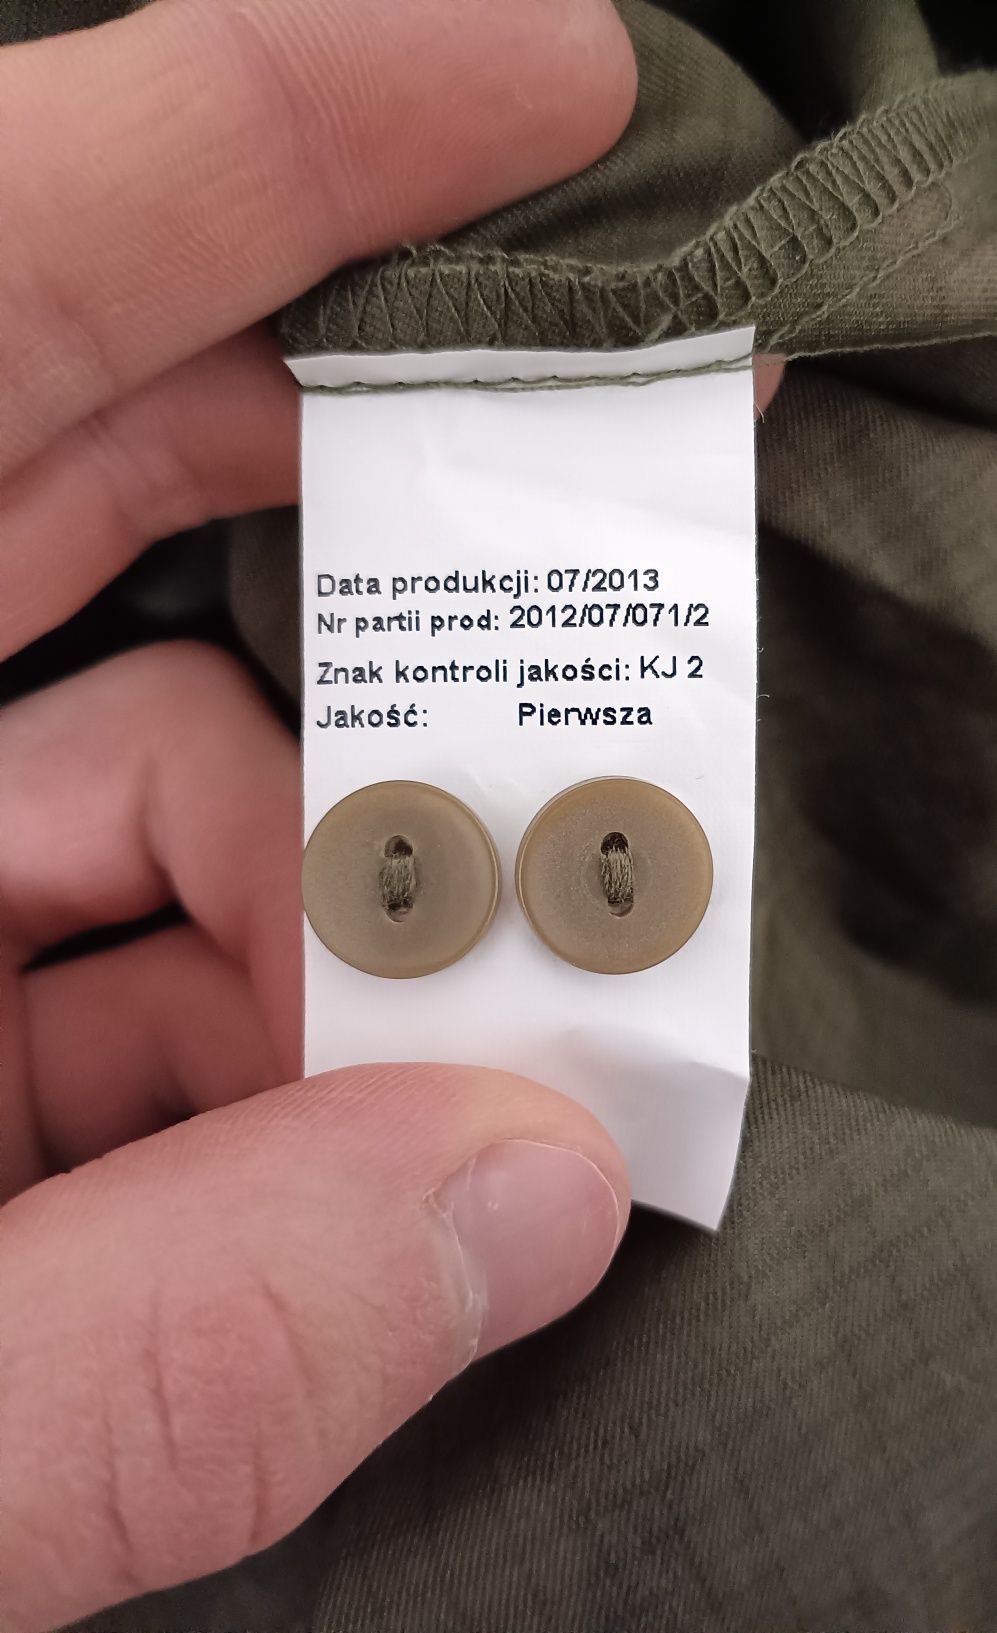 Data produkcji: 07/2013
Nr partii prod: 2012/07/071/2
Znak kontroli jakości: KJ 2
Jakość: Pierwsza